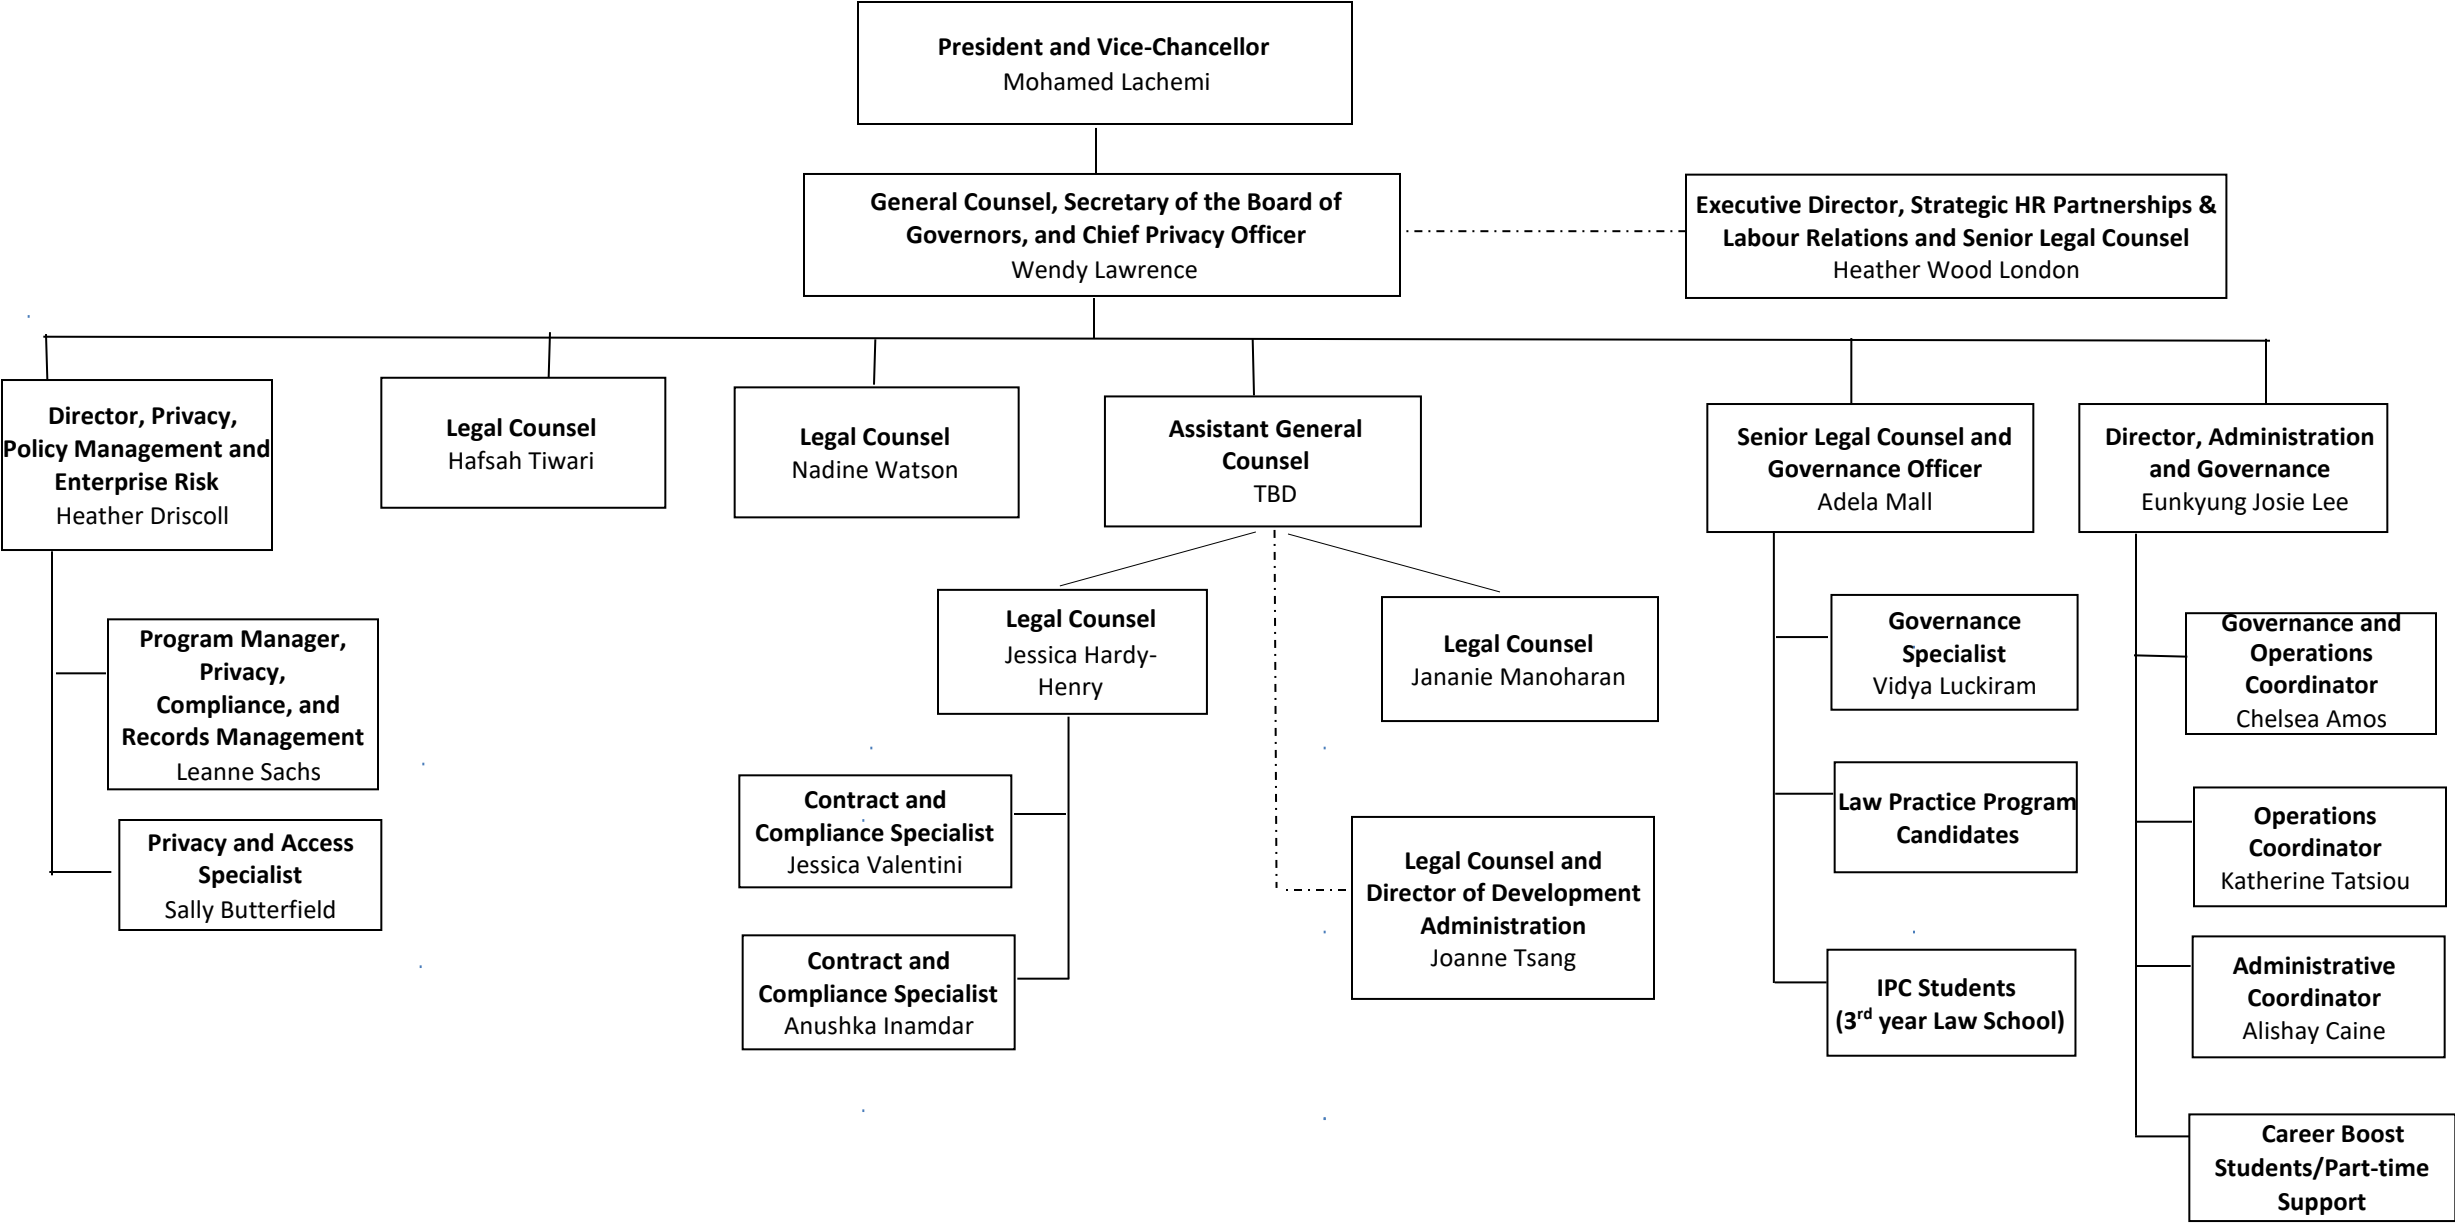 President and Vice-Chancellor
Mohamed Lachemi
General Counsel, Secretary of the Board of
Governors, and Chief Privacy Officer
Wendy Lawrence
Executive Director, Strategic HR Partnerships &
Labour Relations and Senior Legal Counsel
Heather Wood London
Director, Privacy,
Policy Management and
Enterprise Risk
Heather Driscoll
Legal Counsel
Hafsah Tiwari
Legal Counsel
Nadine Watson
Assistant General
Counsel
TBD
Senior Legal Counsel and
Governance Officer
Adela Mall
Director, Administration
and Governance
Eunkyung Josie Lee
Program Manager,
Privacy,
Compliance, and
Records Management
Leanne Sachs
Privacy and Access
Specialist
Sally Butterfield
Legal Counsel
Jessica Hardy-
Henry
Legal Counsel
Jananie Manoharan
Contract and
Compliance Specialist
Jessica Valentini
Contract and
Compliance Specialist
Anushka Inamdar
Legal Counsel and
Director of Development
Administration
Joanne Tsang
Governance
Specialist
Vidya Luckiram
Law Practice Program
Candidates
IPC Students
(3rd year Law School)
Governance and
Operations
Coordinator
Chelsea Amos
Operations
Coordinator
Katherine Tatsiou
Administrative
Coordinator
Alishay Caine
Career Boost
Students/Part-time
Support